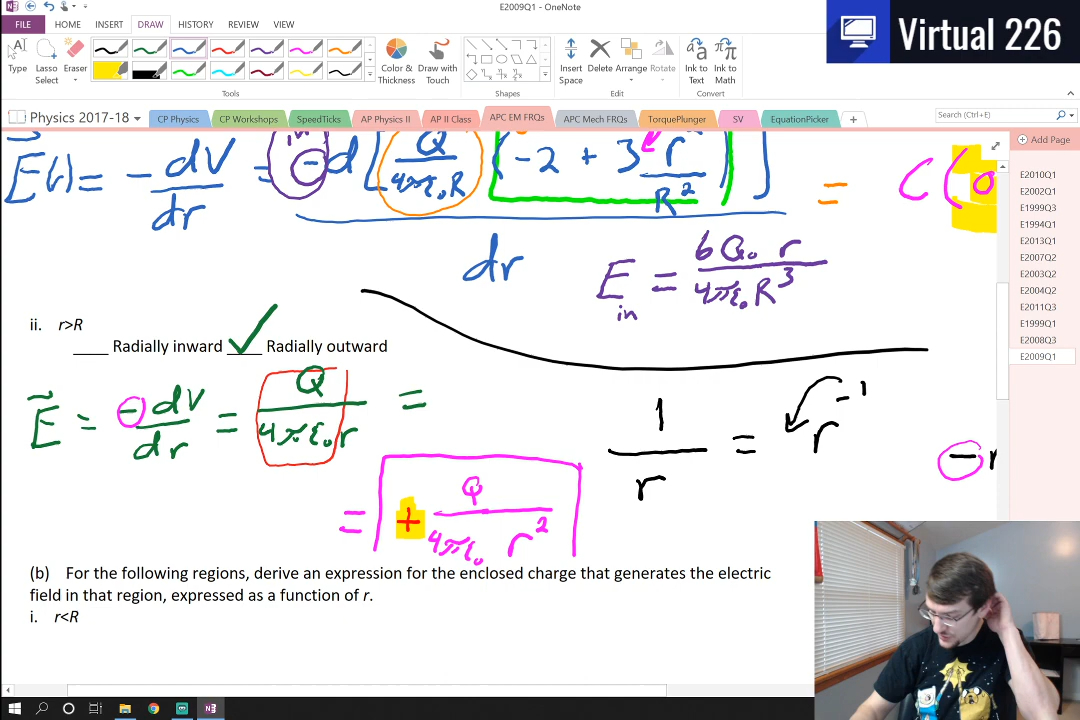 E2009Q1 - OneNote
FILE HOME INSERT DRAW HISTORY REVIEW VIEW
Virtual 226
Type Lasso Select Eraser Color & Thickness Draw with Touch Insert Space Delete Arrange Rotate Ink to Text Ink to Math
Tools Shapes Edit Convert
Physics 2017-18 CP Physics CP Workshops SpeedTicks AP Physics II AP II Class APC EM FRQs APC Mech FRQs TorquePlunger SV EquationPicker Search (Ctrl+E)
Add Page
E2010Q1
E2002Q1
E1999Q3
E1994Q1
E2013Q1
E2007Q2
E2003Q2
E2004Q2
E2011Q3
E1999Q1
E2008Q3
E2009Q1
E(r) = - dV/dr = - d[Q/4πε₀R (-2 + 3 r²/R²)]/dr = C(0
E in = 6Q₀ r / 4πε₀R³
ii. r>R
____ Radially inward ____ Radially outward
E = - dV/dr = Q/4πε₀r =
1/r = r -1
= + Q/4πε₀ r²
(b) For the following regions, derive an expression for the enclosed charge that generates the electric
field in that region, expressed as a function of r.
i. r<R